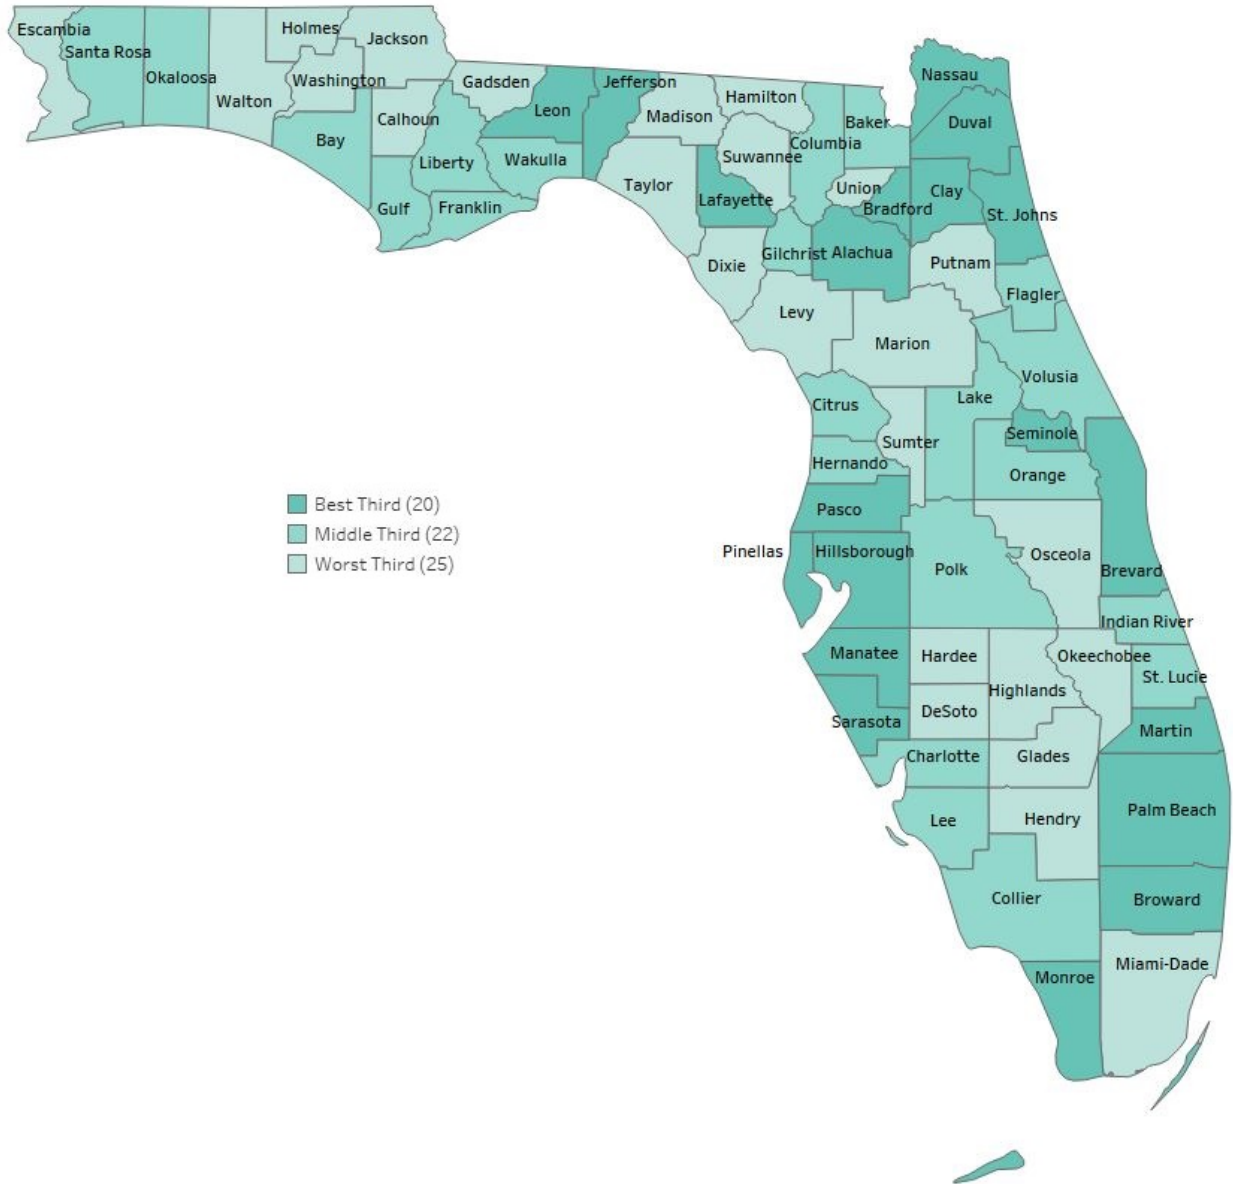 Escambia
Santa Rosa
Okaloosa
Walton
Holmes
Jackson
Washington
Bay
Calhoun
Gulf
Liberty
Franklin
Gadsden
Leon
Wakulla
Jefferson
Madison
Taylor
Hamilton
Suwannee
Lafayette
Dixie
Columbia
Baker
Union
Bradford
Gilchrist
Alachua
Levy
Nassau
Duval
Clay
St. Johns
Putnam
Flagler
Marion
Volusia
Citrus
Lake
Sumter
Seminole
Hernando
Orange
Pasco
Pinellas
Hillsborough
Polk
Osceola
Brevard
Indian River
Manatee
Hardee
Okeechobee
St. Lucie
Highlands
Sarasota
DeSoto
Martin
Charlotte
Glades
Lee
Hendry
Palm Beach
Collier
Broward
Monroe
Miami-Dade
Best Third (20)
Middle Third (22)
Worst Third (25)